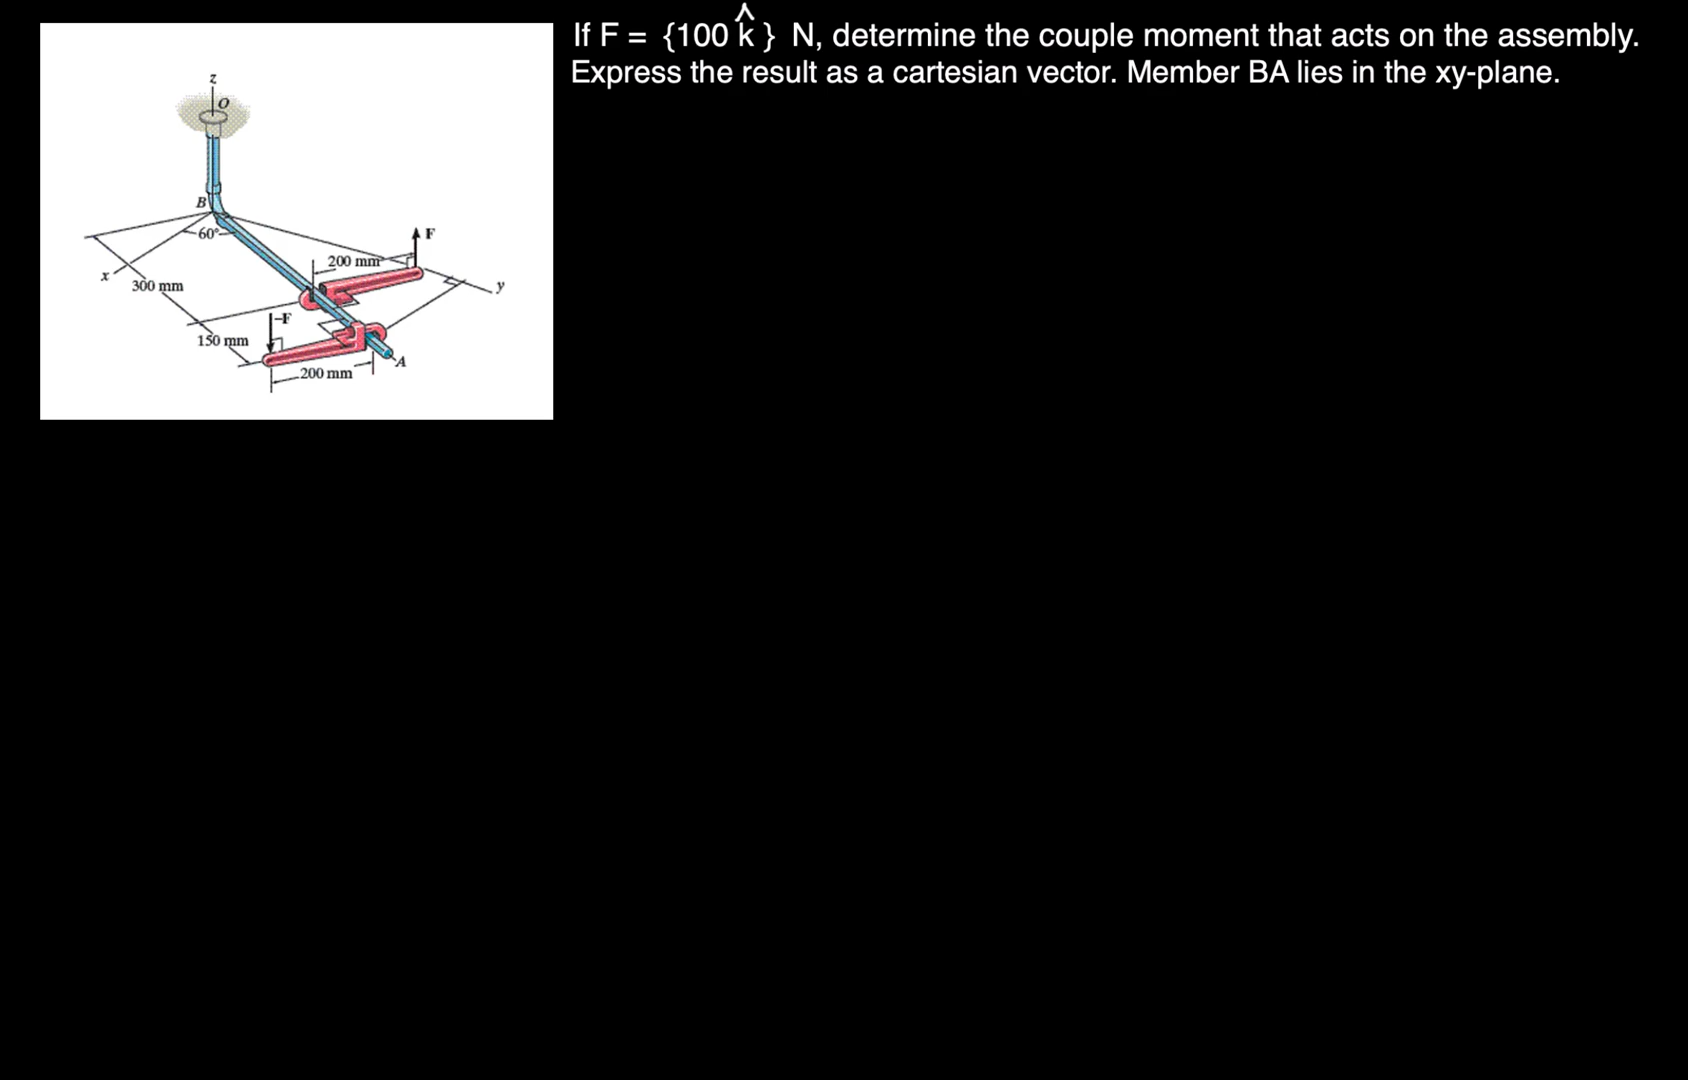 If F = {100 k̂ } N, determine the couple moment that acts on the assembly.
Express the result as a cartesian vector. Member BA lies in the xy-plane.
z
O
B
60°
F
200 mm
x
300 mm
y
–F
150 mm
A
200 mm